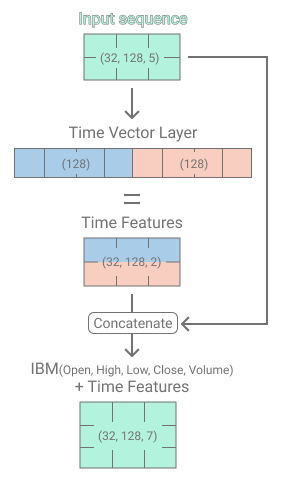 Input sequence
(32, 128, 5)
Time Vector Layer
(128) (128)
=
Time Features
(32, 128, 2)
Concatenate
IBM(Open, High, Low, Close, Volume)
+ Time Features
(32, 128, 7)